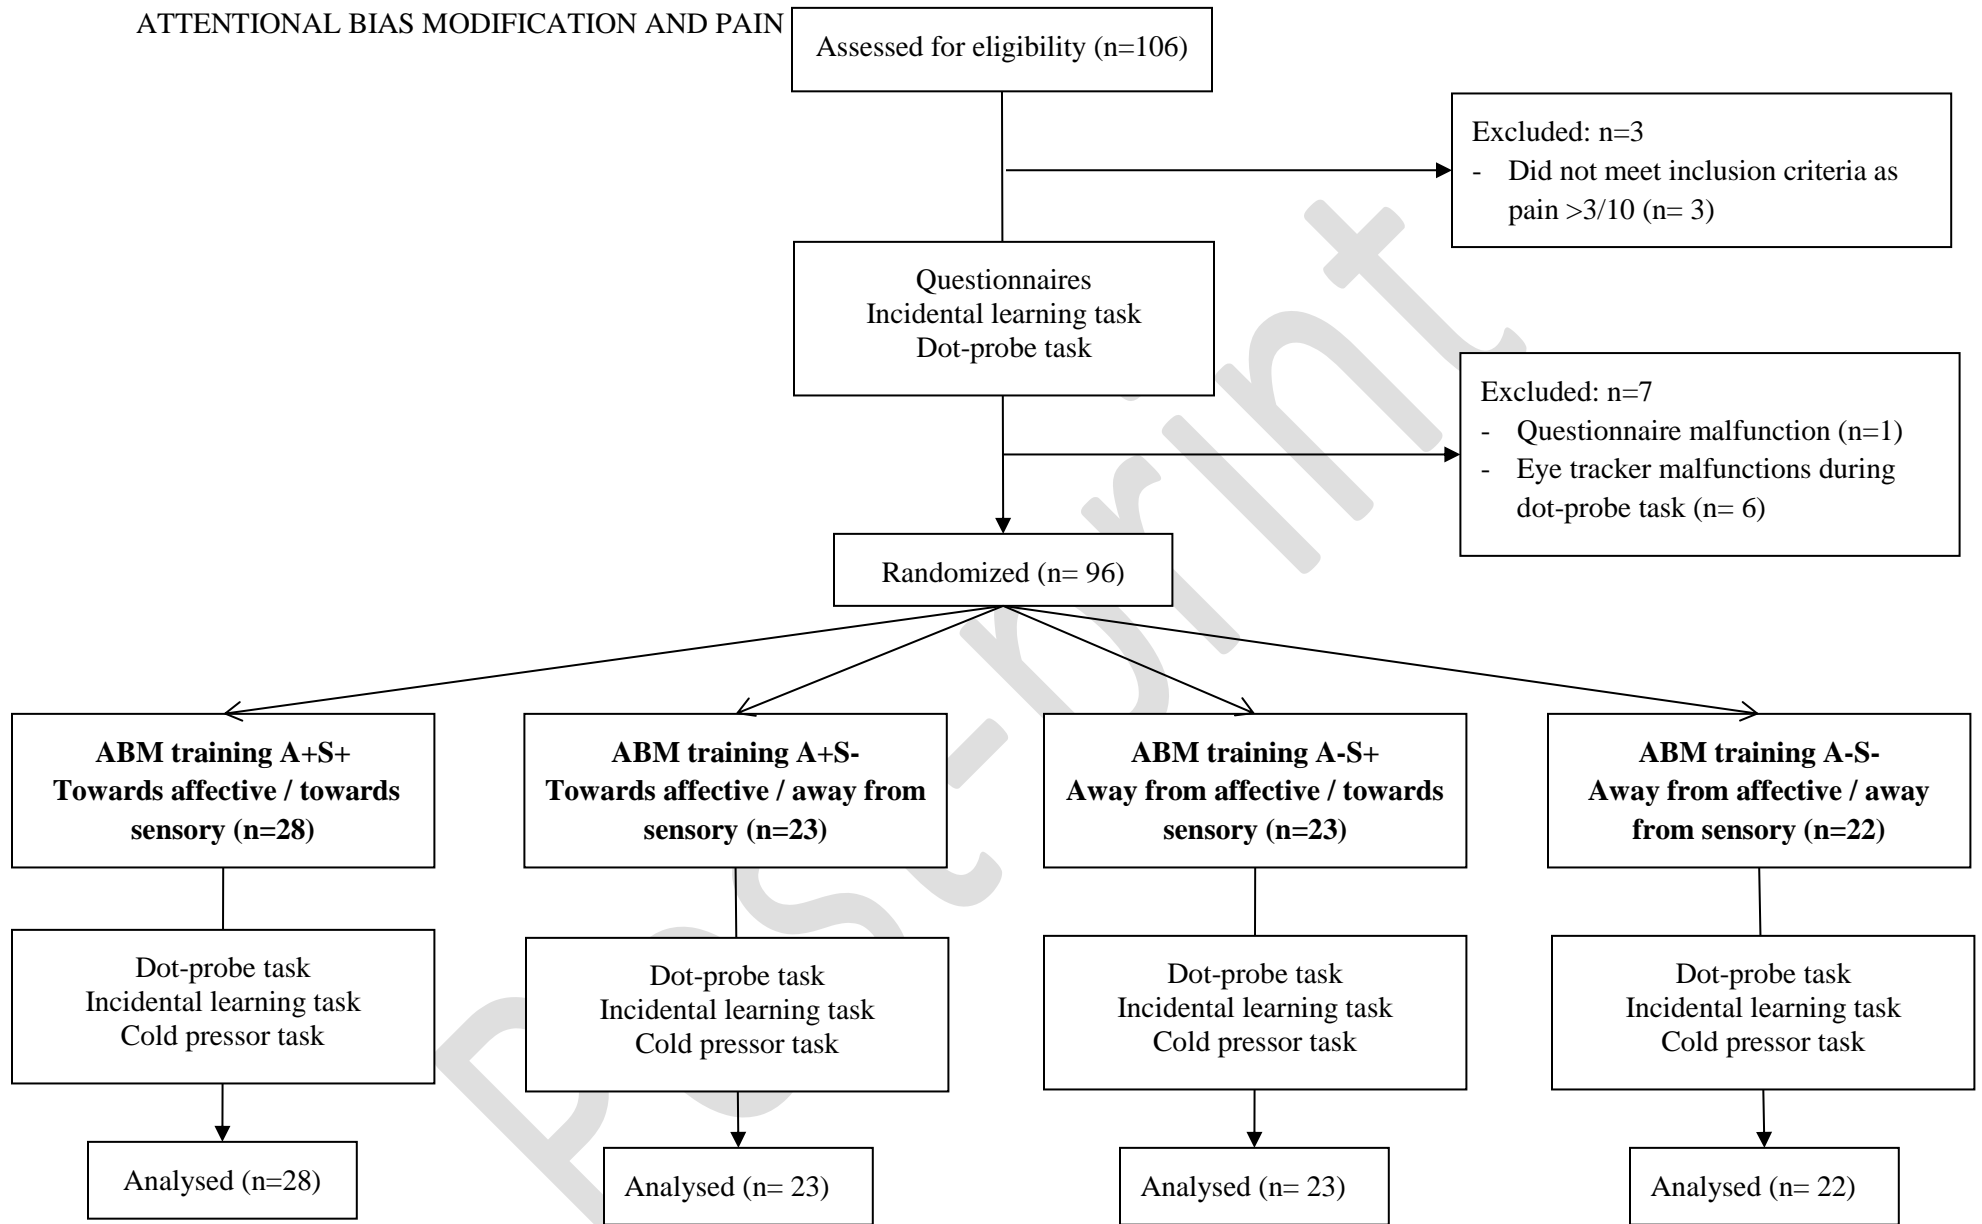 ATTENTIONAL BIAS MODIFICATION AND PAIN
Assessed for eligibility (n=106)
Excluded: n=3
- Did not meet inclusion criteria as
pain >3/10 (n= 3)
Questionnaires
Incidental learning task
Dot-probe task
Excluded: n=7
- Questionnaire malfunction (n=1)
- Eye tracker malfunctions during
dot-probe task (n= 6)
Randomized (n= 96)
ABM training A+S+
Towards affective / towards
sensory (n=28)
ABM training A+S-
Towards affective / away from
sensory (n=23)
ABM training A-S+
Away from affective / towards
sensory (n=23)
ABM training A-S-
Away from affective / away
from sensory (n=22)
Dot-probe task
Incidental learning task
Cold pressor task
Dot-probe task
Incidental learning task
Cold pressor task
Dot-probe task
Incidental learning task
Cold pressor task
Dot-probe task
Incidental learning task
Cold pressor task
Analysed (n=28)
Analysed (n= 23)
Analysed (n= 23)
Analysed (n= 22)
Post-print